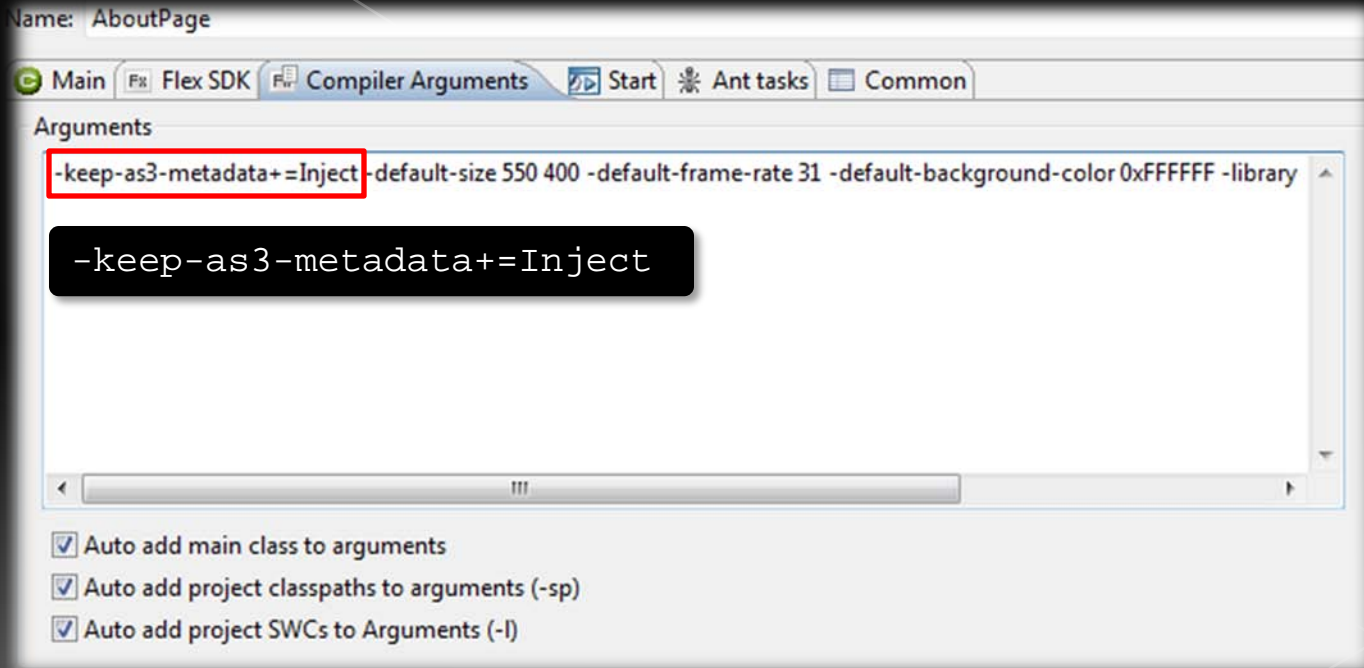 Name: AboutPage
Main Flex SDK Compiler Arguments Start Ant tasks Common
Arguments
-keep-as3-metadata+=Inject -default-size 550 400 -default-frame-rate 31 -default-background-color 0xFFFFFF -library
-keep-as3-metadata+=Inject
Auto add main class to arguments
Auto add project classpaths to arguments (-sp)
Auto add project SWCs to Arguments (-l)